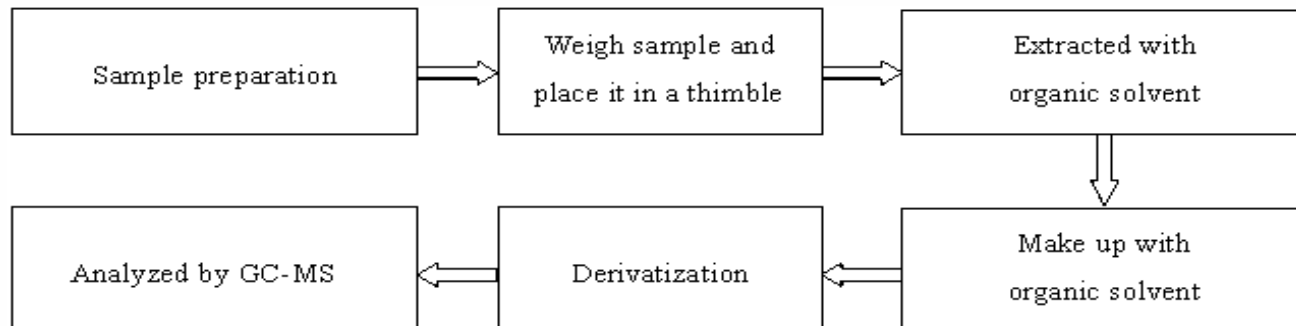 Sample preparation
Weigh sample and
place it in a thimble
Extracted with
organic solvent
Make up with
organic solvent
Derivatization
Analyzed by GC-MS